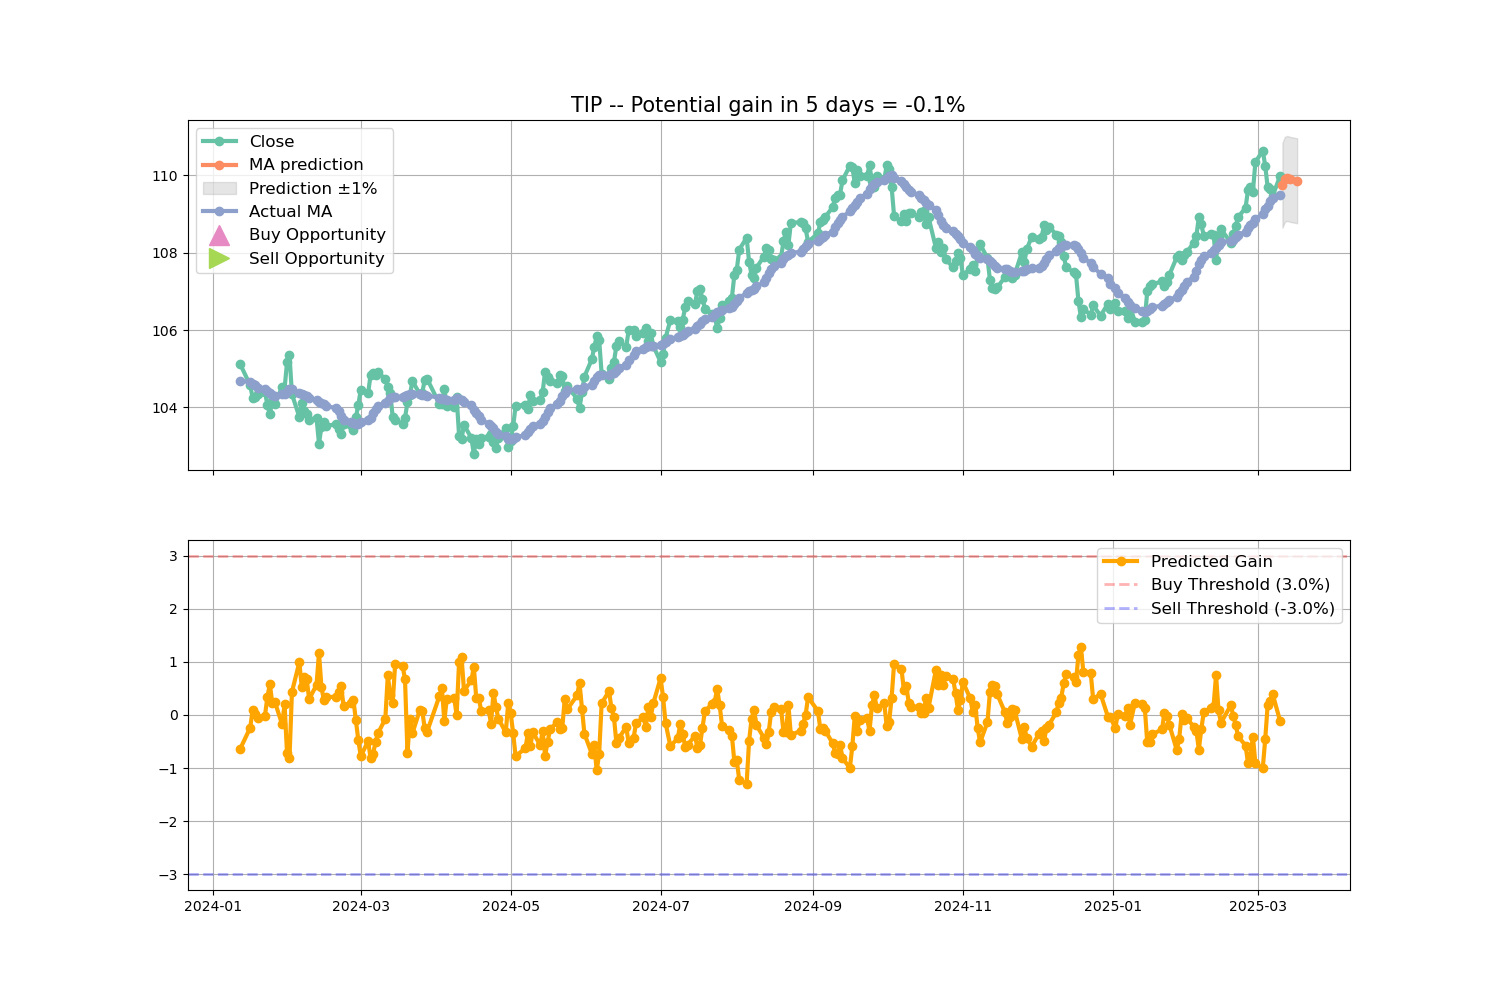 TIP -- Potential gain in 5 days = -0.1%
Close
MA prediction
Prediction ±1%
Actual MA
Buy Opportunity
Sell Opportunity
110
108
106
104
Predicted Gain
Buy Threshold (3.0%)
Sell Threshold (-3.0%)
3
2
1
0
−1
−2
−3
2024-01 2024-03 2024-05 2024-07 2024-09 2024-11 2025-01 2025-03